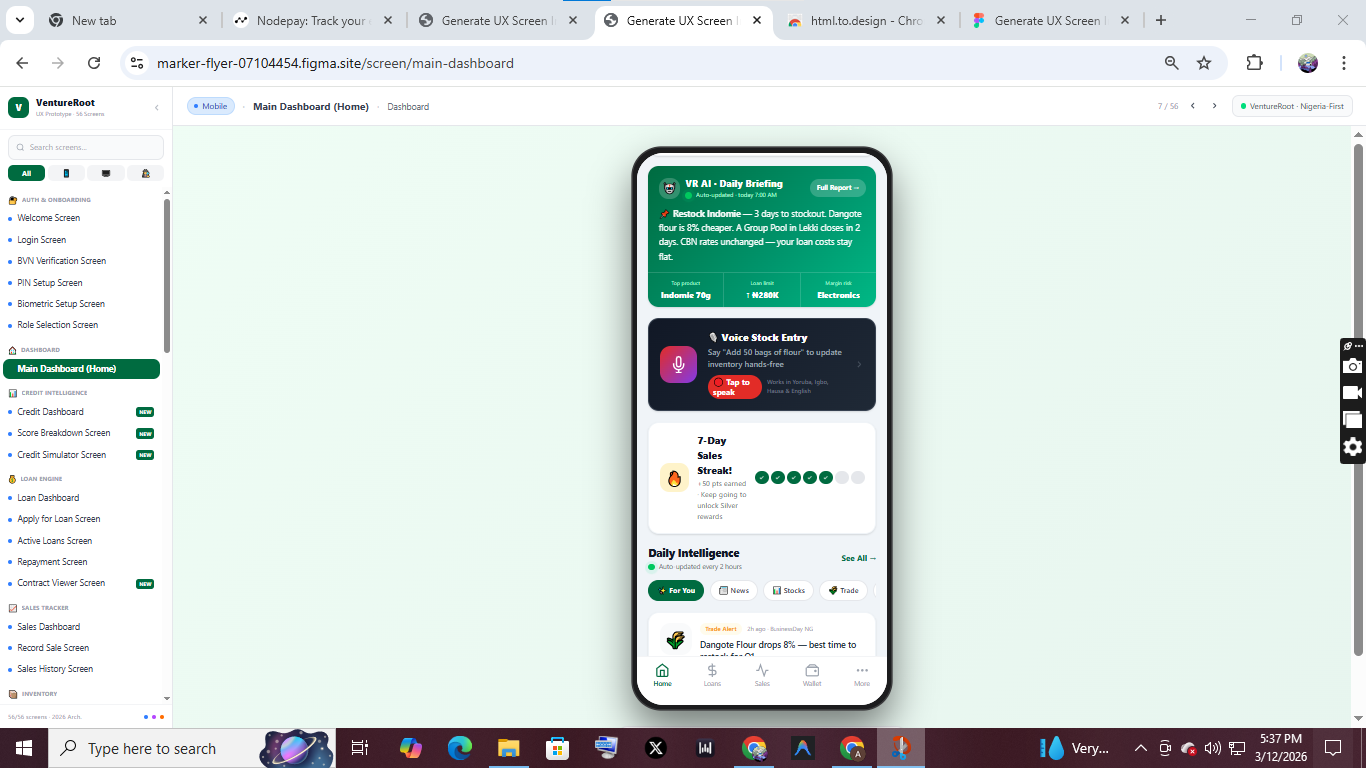 New tab
Nodepay: Track your
Generate UX Screen
Generate UX Screen
html.to.design - Chro
Generate UX Screen
marker-flyer-07104454.figma.site/screen/main-dashboard
V
VentureRoot
UX Prototype · 56 Screens
Mobile
Main Dashboard (Home)
Dashboard
7 / 56
VentureRoot · Nigeria-First
Search screens...
All
AUTH & ONBOARDING
Welcome Screen
Login Screen
BVN Verification Screen
PIN Setup Screen
Biometric Setup Screen
Role Selection Screen
DASHBOARD
Main Dashboard (Home)
CREDIT INTELLIGENCE
Credit Dashboard NEW
Score Breakdown Screen NEW
Credit Simulator Screen NEW
LOAN ENGINE
Loan Dashboard
Apply for Loan Screen
Active Loans Screen
Repayment Screen
Contract Viewer Screen NEW
SALES TRACKER
Sales Dashboard
Record Sale Screen
Sales History Screen
INVENTORY
56/56 screens · 2026 Arch.
VR AI · Daily Briefing
Auto-updated · today 7:00 AM
Full Report →
Restock Indomie — 3 days to stockout. Dangote
flour is 8% cheaper. A Group Pool in Lekki closes in 2
days. CBN rates unchanged — your loan costs stay
flat.
Top product
Indomie 70g
Loan limit
↑ ₦280K
Margin risk
Electronics
Voice Stock Entry
Say "Add 50 bags of flour" to update
inventory hands-free
Tap to
speak
Works in Yoruba, Igbo,
Hausa & English
7-Day
Sales
Streak!
+50 pts earned
· Keep going to
unlock Silver
rewards
Daily Intelligence
Auto-updated every 2 hours
See All →
For You
News
Stocks
Trade
Trade Alert
2h ago · BusinessDay NG
Dangote Flour drops 8% — best time to
restock for Q1
Home
Loans
Sales
Wallet
More
Type here to search
Very...
5:37 PM
3/12/2026